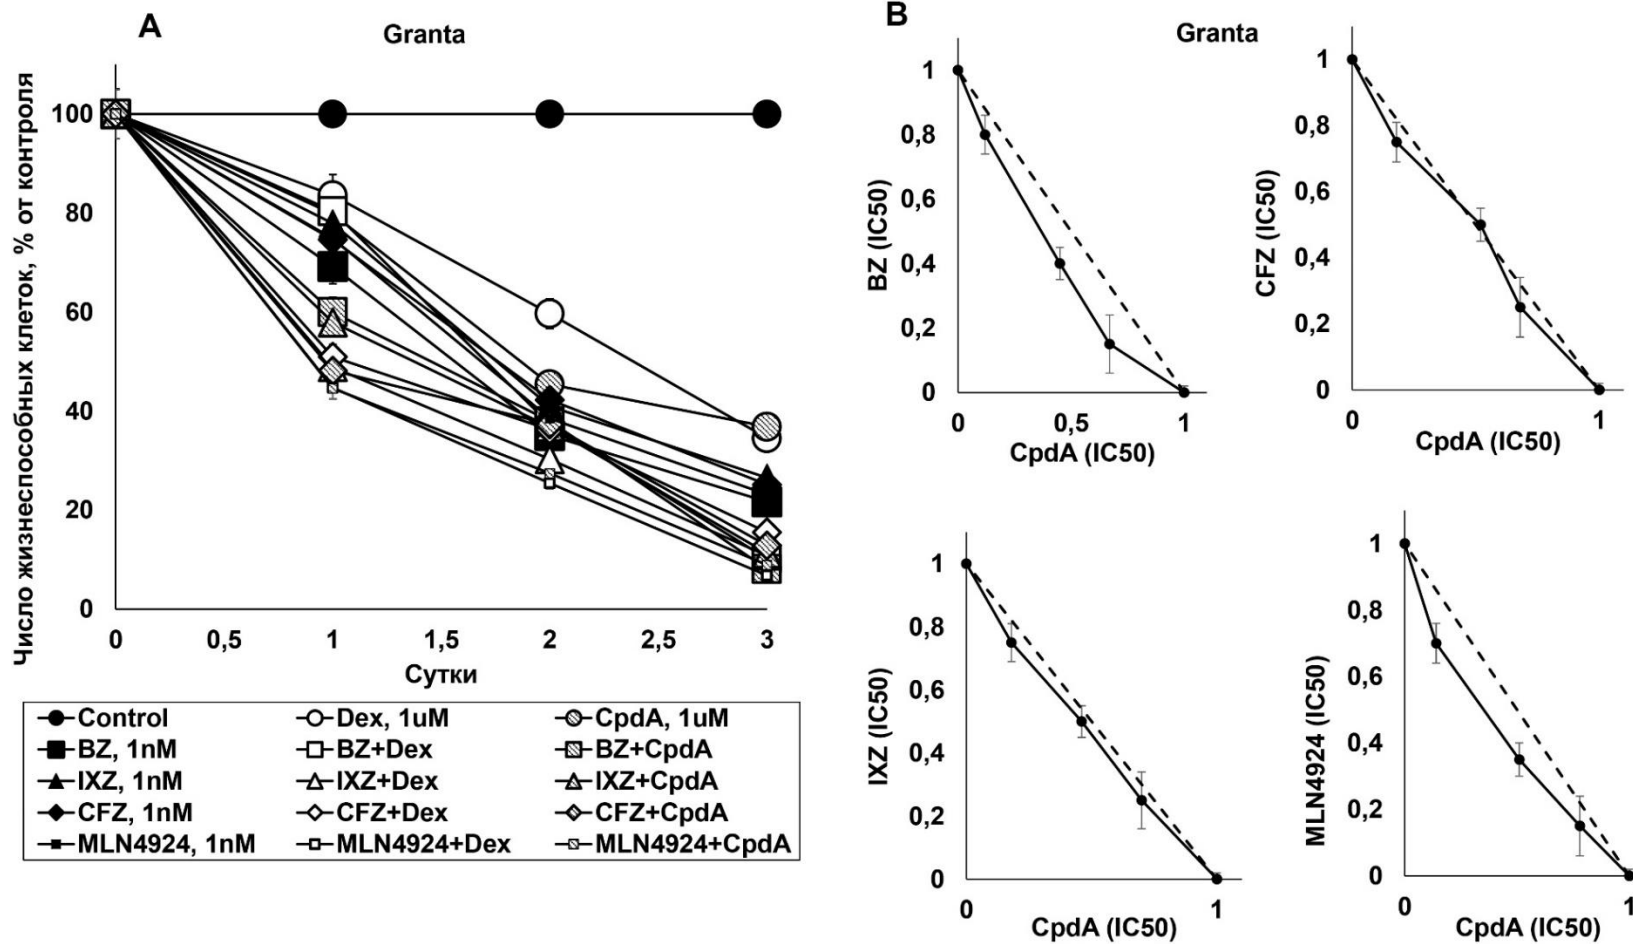 A
Granta
Число жизнеспособных клеток, % от контроля
100
80
60
40
20
0
0 0,5 1 1,5 2 2,5 3
Сутки
Control Dex, 1uM CpdA, 1uM
BZ, 1nM BZ+Dex BZ+CpdA
IXZ, 1nM IXZ+Dex IXZ+CpdA
CFZ, 1nM CFZ+Dex CFZ+CpdA
MLN4924, 1nM MLN4924+Dex MLN4924+CpdA
B
Granta
BZ (IC50)
1
0,8
0,6
0,4
0,2
0
0 0,5 1
CpdA (IC50)
CFZ (IC50)
1
0,8
0,6
0,4
0,2
0
0 1
CpdA (IC50)
IXZ (IC50)
1
0,8
0,6
0,4
0,2
0
0 1
CpdA (IC50)
MLN4924 (IC50)
1
0,8
0,6
0,4
0,2
0
0 1
CpdA (IC50)